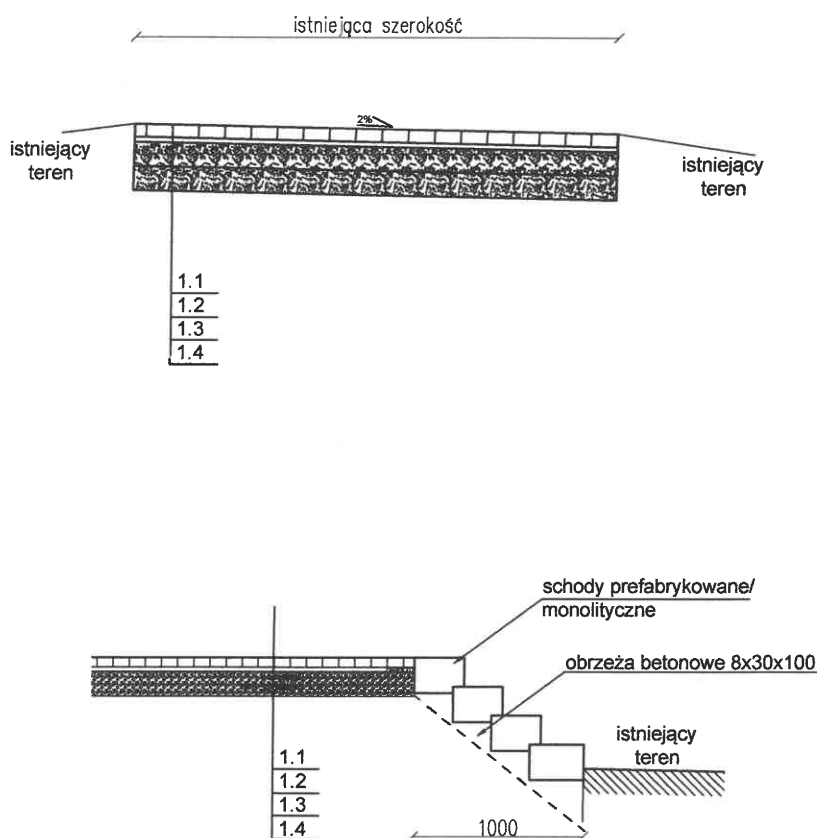 istniejąca szerokość
2%
istniejący
teren
istniejący
teren
1.1
1.2
1.3
1.4
schody prefabrykowane/
monolityczne
obrzeża betonowe 8x30x100
istniejący
teren
1.1
1.2
1.3
1.4
1000